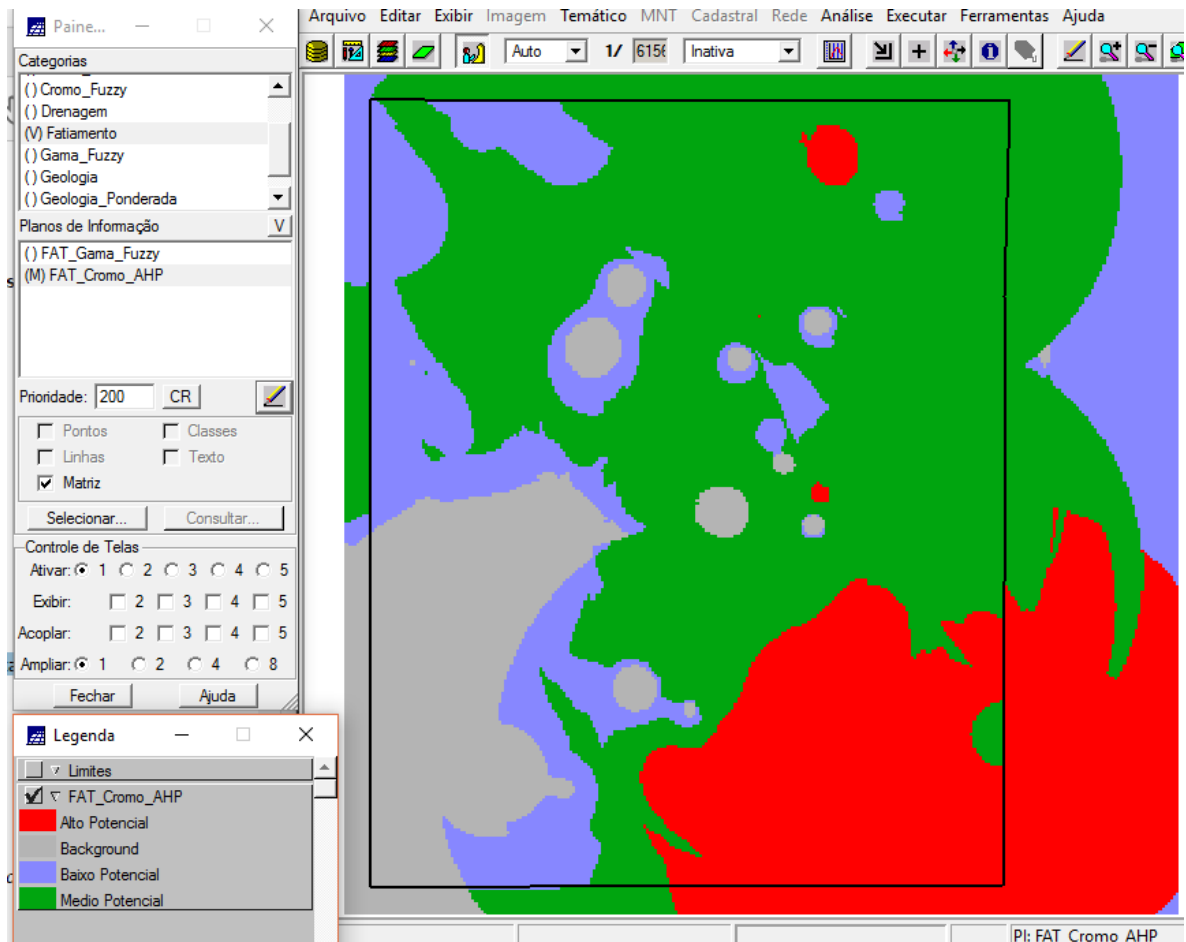 Paine...
Categorias
( ) Cromo_Fuzzy
( ) Drenagem
(V) Fatiamento
( ) Gama_Fuzzy
( ) Geologia
( ) Geologia_Ponderada
Planos de Informação V
( ) FAT_Gama_Fuzzy
(M) FAT_Cromo_AHP
Prioridade: 200 CR
Pontos Classes
Linhas Texto
Matriz
Selecionar... Consultar...
Controle de Telas
Ativar: 1 2 3 4 5
Exibir: 2 3 4 5
Acoplar: 2 3 4 5
Ampliar: 1 2 4 8
Fechar Ajuda
Legenda
Limites
FAT_Cromo_AHP
Alto Potencial
Background
Baixo Potencial
Medio Potencial
Arquivo Editar Exibir Imagem Temático MNT Cadastral Rede Análise Executar Ferramentas Ajuda
Auto 1/ 6156 Inativa
PI: FAT_Cromo_AHP